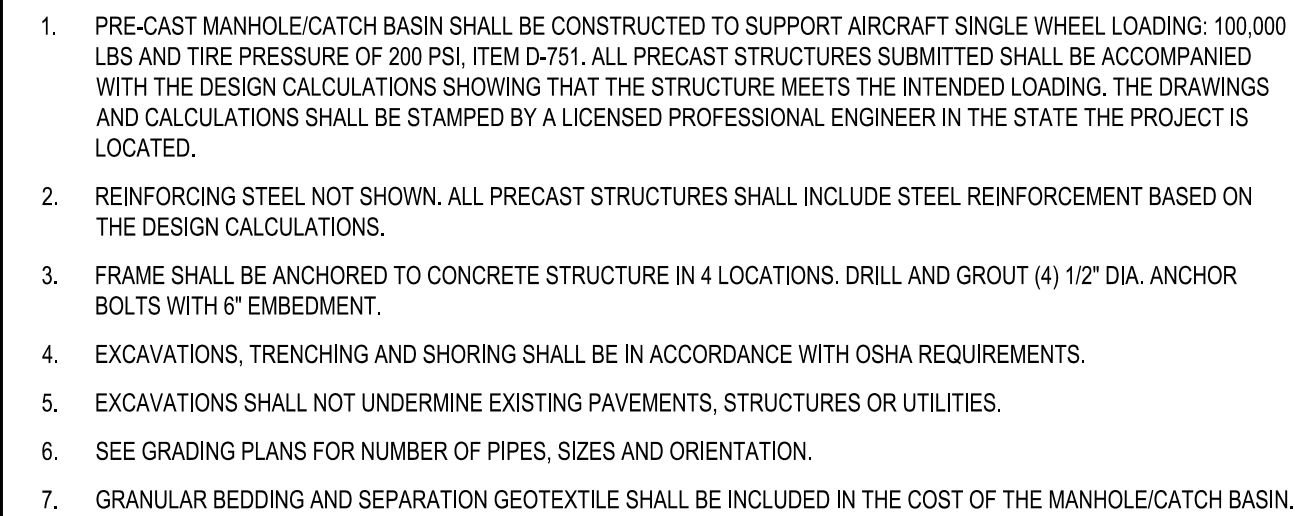 1. PRE-CAST MANHOLE/CATCH BASIN SHALL BE CONSTRUCTED TO SUPPORT AIRCRAFT SINGLE WHEEL LOADING: 100,000
LBS AND TIRE PRESSURE OF 200 PSI, ITEM D-751. ALL PRECAST STRUCTURES SUBMITTED SHALL BE ACCOMPANIED
WITH THE DESIGN CALCULATIONS SHOWING THAT THE STRUCTURE MEETS THE INTENDED LOADING. THE DRAWINGS
AND CALCULATIONS SHALL BE STAMPED BY A LICENSED PROFESSIONAL ENGINEER IN THE STATE THE PROJECT IS
LOCATED.
2. REINFORCING STEEL NOT SHOWN. ALL PRECAST STRUCTURES SHALL INCLUDE STEEL REINFORCEMENT BASED ON
THE DESIGN CALCULATIONS.
3. FRAME SHALL BE ANCHORED TO CONCRETE STRUCTURE IN 4 LOCATIONS. DRILL AND GROUT (4) 1/2" DIA. ANCHOR
BOLTS WITH 6" EMBEDMENT.
4. EXCAVATIONS, TRENCHING AND SHORING SHALL BE IN ACCORDANCE WITH OSHA REQUIREMENTS.
5. EXCAVATIONS SHALL NOT UNDERMINE EXISTING PAVEMENTS, STRUCTURES OR UTILITIES.
6. SEE GRADING PLANS FOR NUMBER OF PIPES, SIZES AND ORIENTATION.
7. GRANULAR BEDDING AND SEPARATION GEOTEXTILE SHALL BE INCLUDED IN THE COST OF THE MANHOLE/CATCH BASIN.